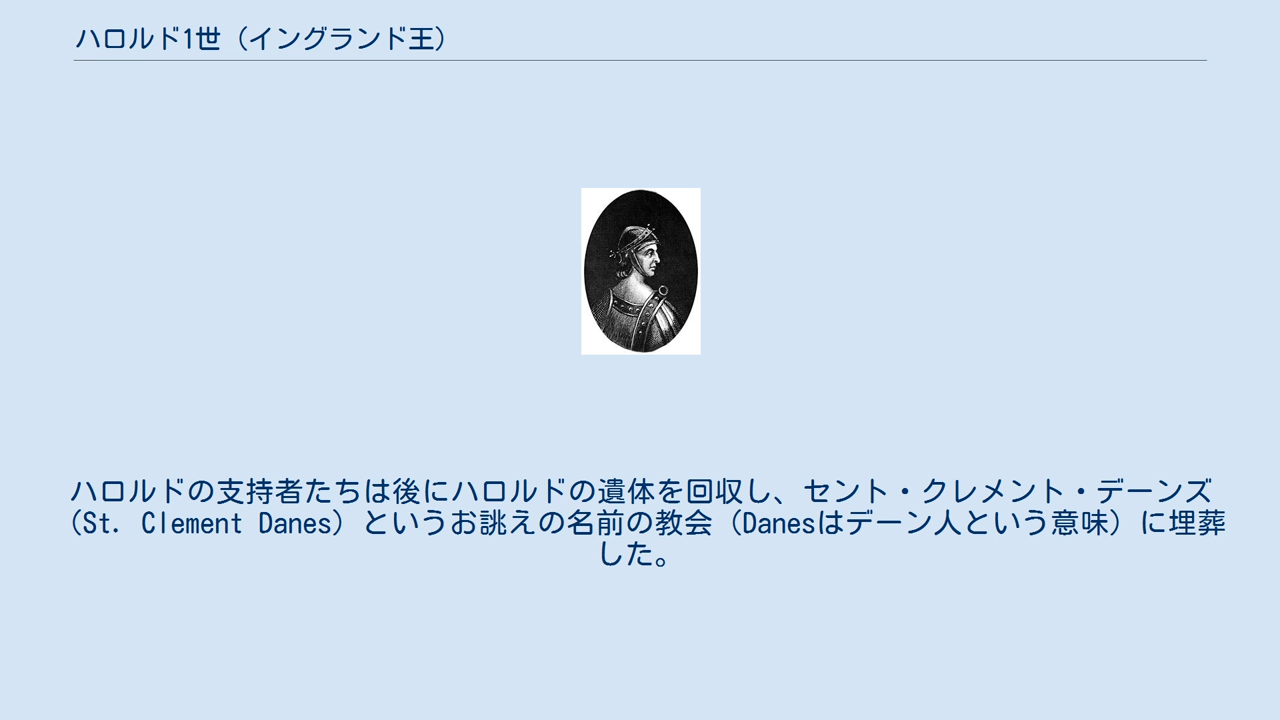 ハロルド1世（イングランド王）
ハロルドの支持者たちは後にハロルドの遺体を回収し、セント・クレメント・デーンズ
（St. Clement Danes）というお誂えの名前の教会（Danesはデーン人という意味）に埋葬
した。